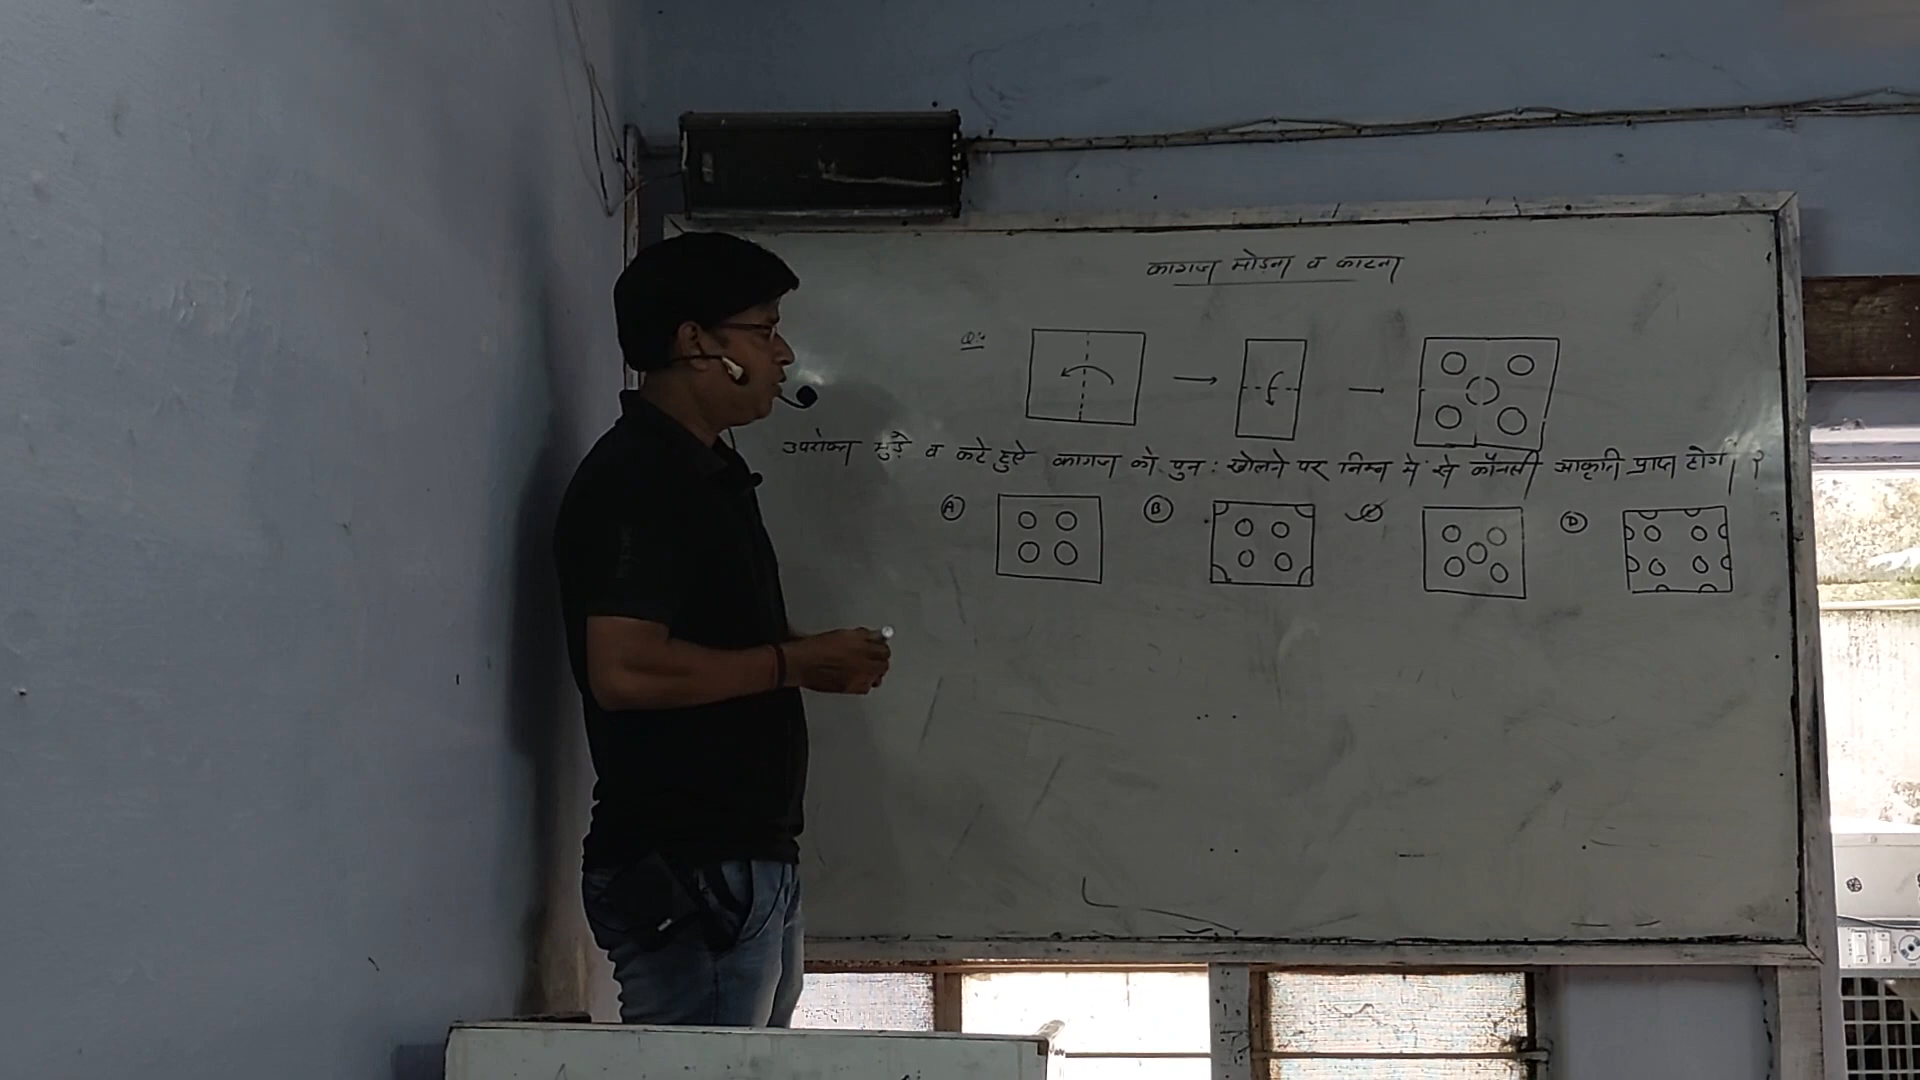 कागज मोड़ना व काटना
Q:-
उपरोक्त मुड़े व कटे हुऐ कागज को पुन: खोलने पर निम्न में से कौनसी आकृति प्राप्त होगी ?
A B D